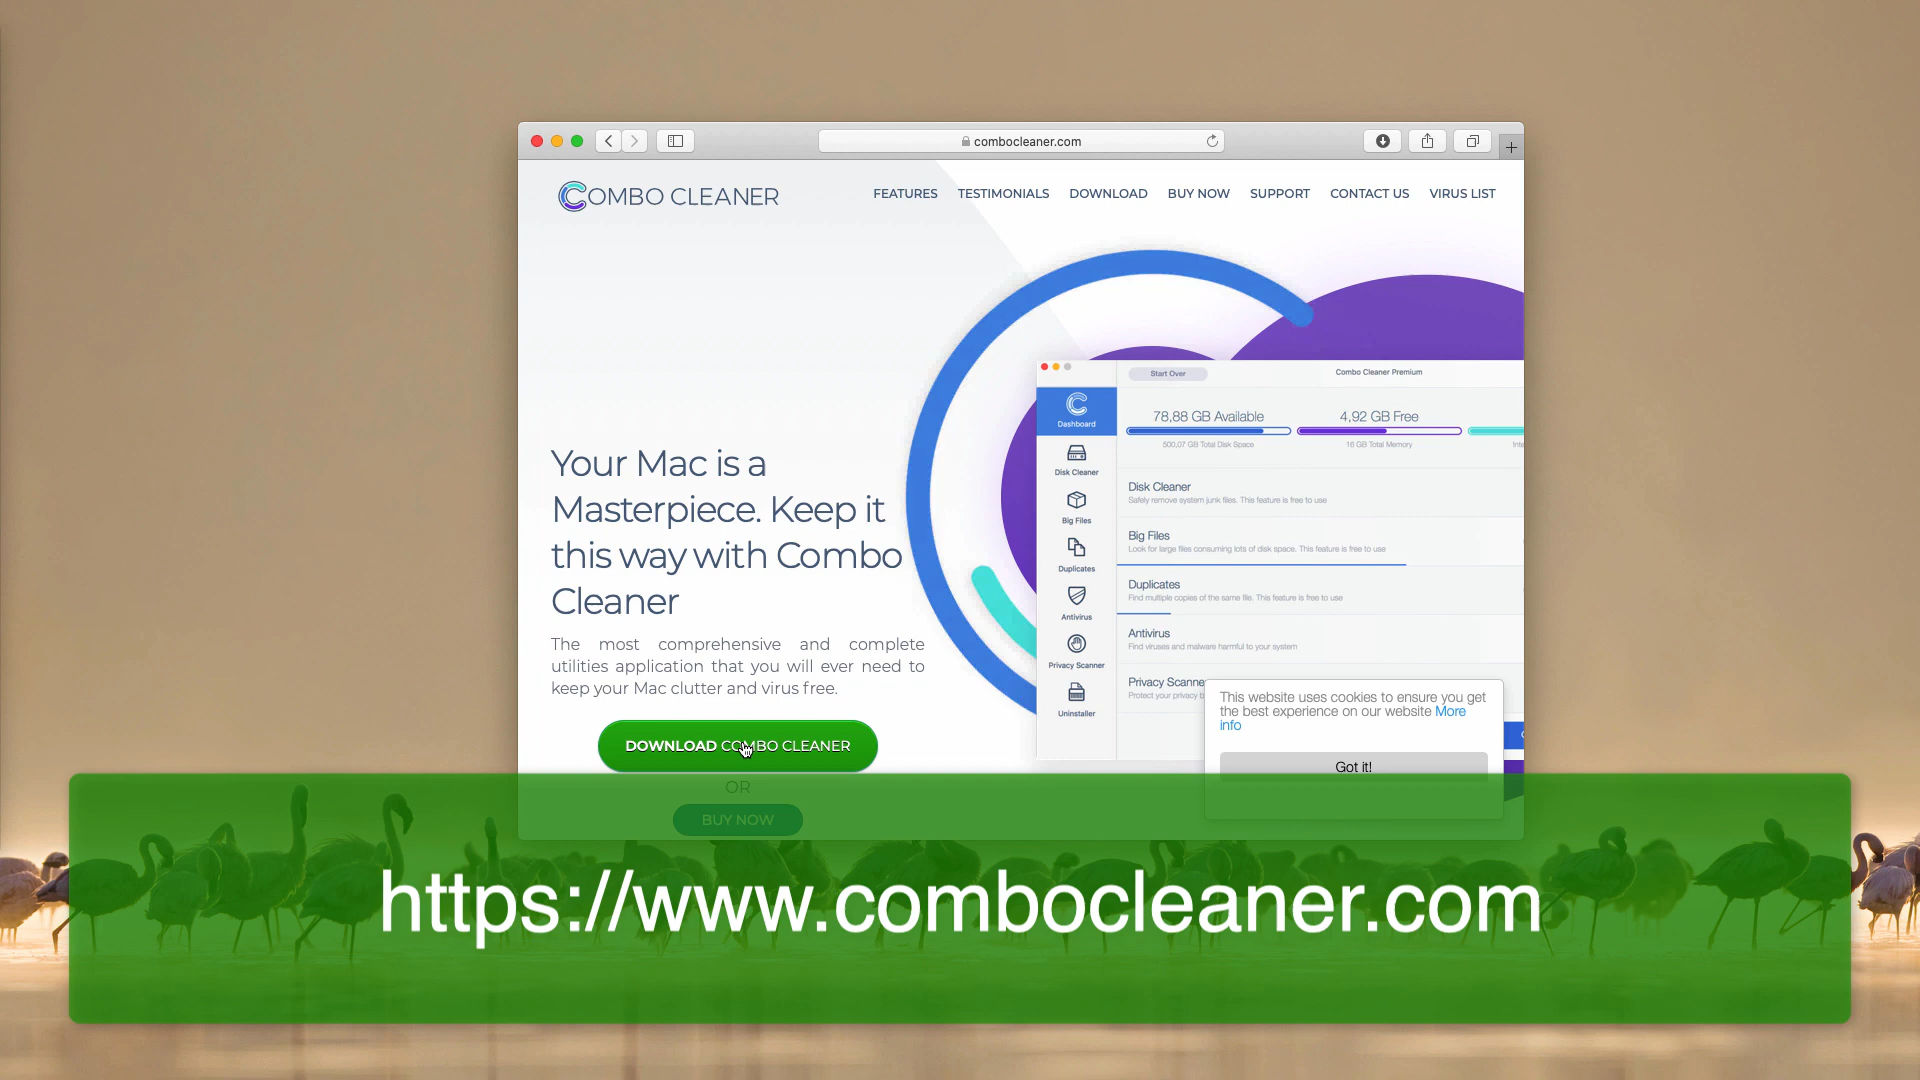 combocleaner.com
COMBO CLEANER
FEATURES TESTIMONIALS DOWNLOAD BUY NOW SUPPORT CONTACT US VIRUS LIST
Start Over
Combo Cleaner Premium
78,88 GB Available
4,92 GB Free
500,07 GB Total Disk Space
16 GB Total Memory
Inte
Dashboard
Disk Cleaner
Big Files
Duplicates
Antivirus
Privacy Scanner
Uninstaller
Disk Cleaner
Safely remove system junk files. This feature is free to use
Big Files
Look for large files consuming lots of disk space. This feature is free to use
Duplicates
Find multiple copies of the same file. This feature is free to use
Antivirus
Find viruses and malware harmful to your system
Privacy Scanne
Protect your privacy b
Your Mac is a
Masterpiece. Keep it
this way with Combo
Cleaner
The most comprehensive and complete
utilities application that you will ever need to
keep your Mac clutter and virus free.
DOWNLOAD COMBO CLEANER
OR
BUY NOW
This website uses cookies to ensure you get
the best experience on our website More
info
Got it!
https://www.combocleaner.com